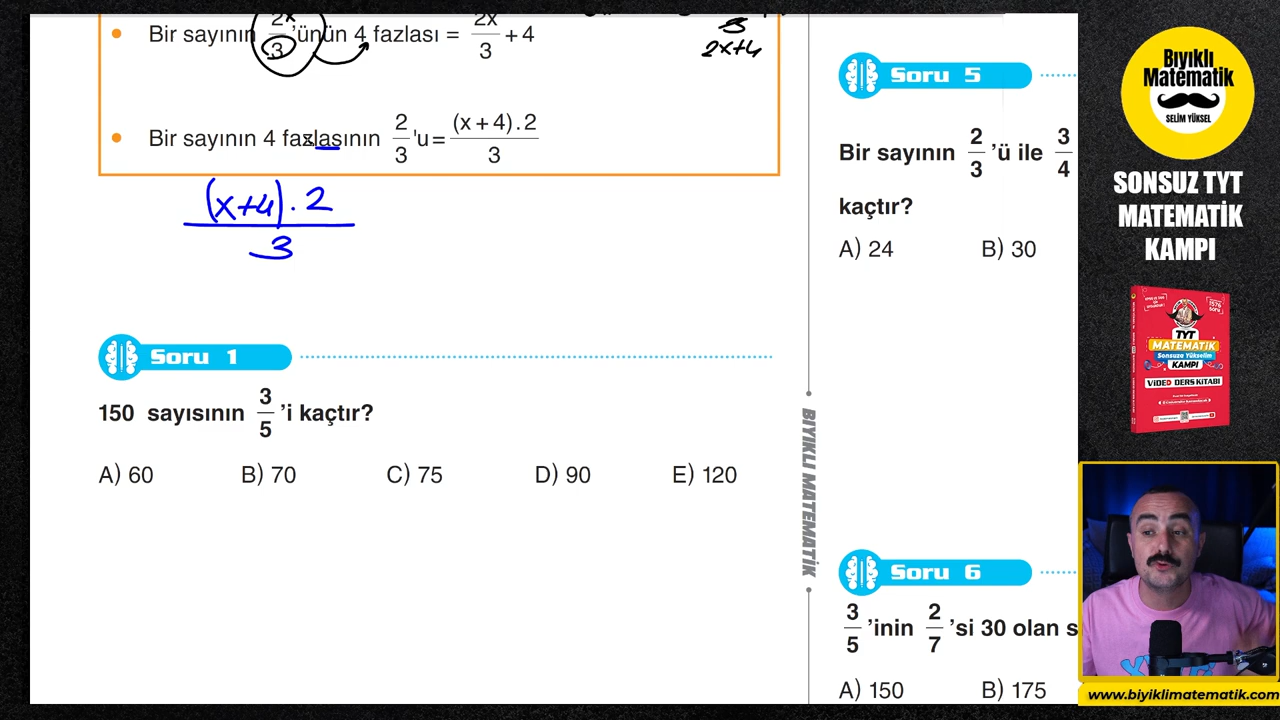 • Bir sayının 2x/3 'ünün 4 fazlası = 2x/3 + 4
3
2x+4
• Bir sayının 4 fazlasının 2/3 'u = (x + 4) . 2 / 3
(x+4) . 2
3
Soru 1
150 sayısının 3/5 'i kaçtır?
A) 60 B) 70 C) 75 D) 90 E) 120
BIYIKLI MATEMATİK
Soru 5
Bir sayının 2/3 'ü ile 3/4
kaçtır?
A) 24 B) 30
Soru 6
3/5 'inin 2/7 'si 30 olan s
A) 150 B) 175
Bıyıklı
Matematik
SELİM YÜKSEL
SONSUZ TYT
MATEMATİK
KAMPI
TYT
MATEMATİK
Sonsuza Yükselim
KAMPI
VİDEO DERS KİTABI
www.biyiklimatematik.com